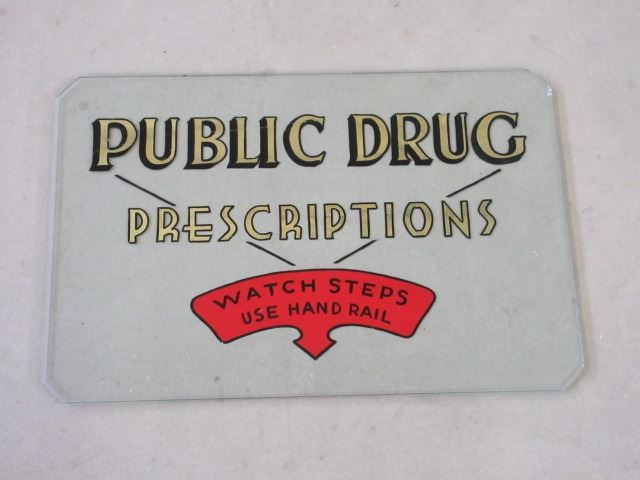 PUBLIC DRUG
PRESCRIPTIONS
WATCH STEPS
USE HAND RAIL